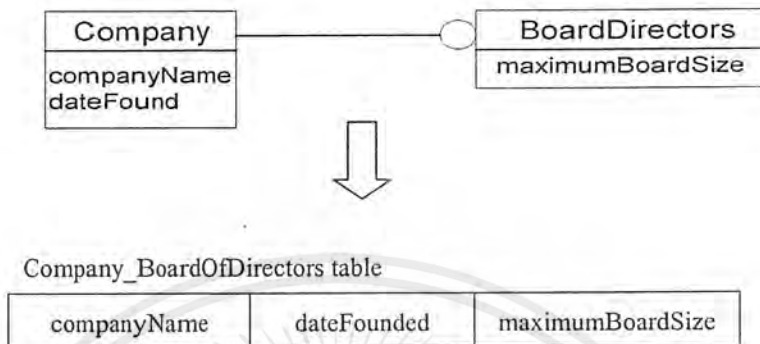 Company
companyName
dateFound
BoardDirectors
maximumBoardSize
Company_BoardOfDirectors table
companyName dateFounded maximumBoardSize